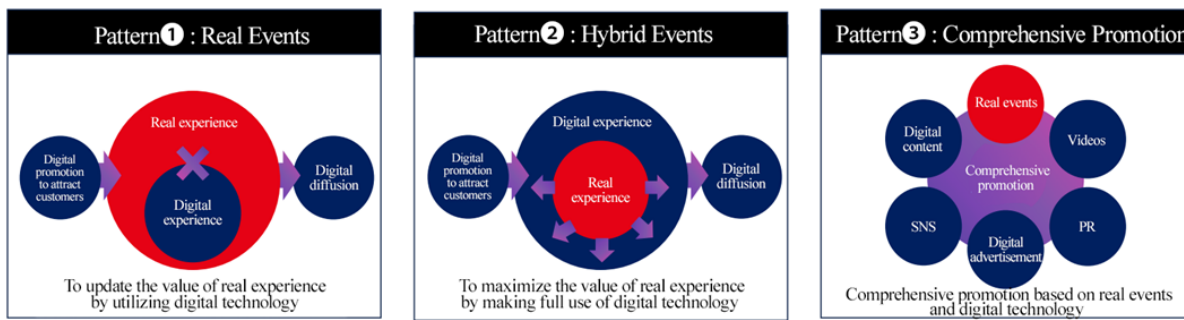 Pattern❶ : Real Events
Real experience
Digital
promotion
to attract
customers
Digital
experience
Digital
diffusion
To update the value of real experience
by utilizing digital technology
Pattern❷ : Hybrid Events
Digital experience
Digital
promotion
to attract
customers
Real
experience
Digital
diffusion
To maximize the value of real experience
by making full use of digital technology
Pattern❸ : Comprehensive Promotion
Real events
Digital
content
Videos
Comprehensive
promotion
SNS
PR
Digital
advertisement
Comprehensive promotion based on real events
and digital technology